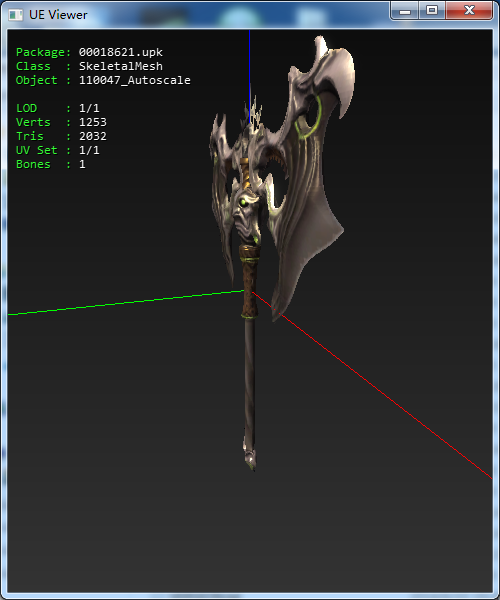 UE Viewer
Package: 00018621.upk
Class : SkeletalMesh
Object : 110047_Autoscale
LOD : 1/1
Verts : 1253
Tris : 2032
UV Set : 1/1
Bones : 1